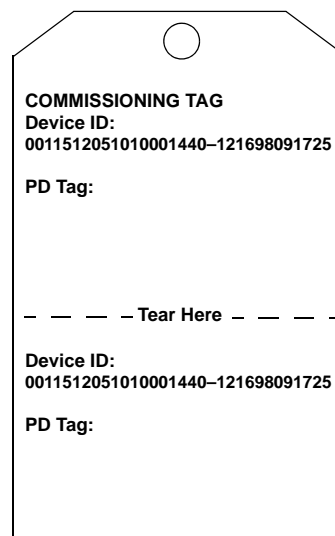 COMMISSIONING TAG
Device ID:
0011512051010001440–121698091725
PD Tag:
Tear Here
Device ID:
0011512051010001440–121698091725
PD Tag: